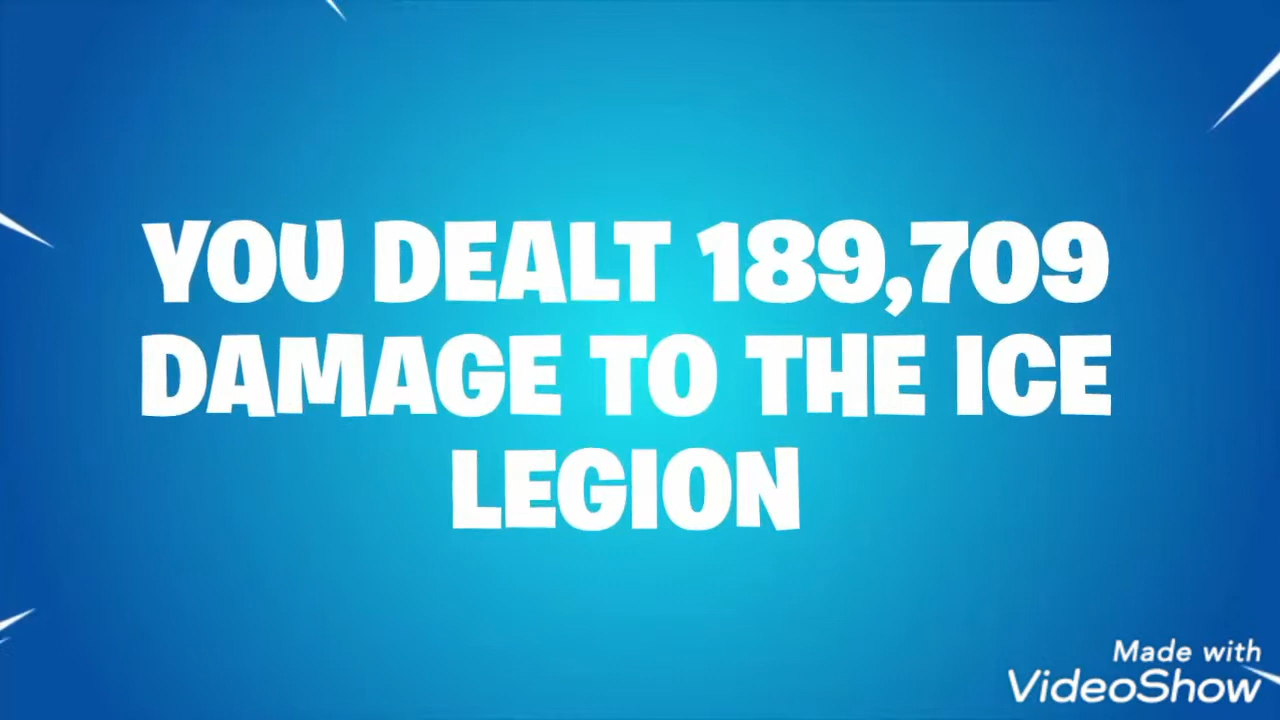 YOU DEALT 189,709
DAMAGE TO THE ICE
LEGION
Made with
VideoShow